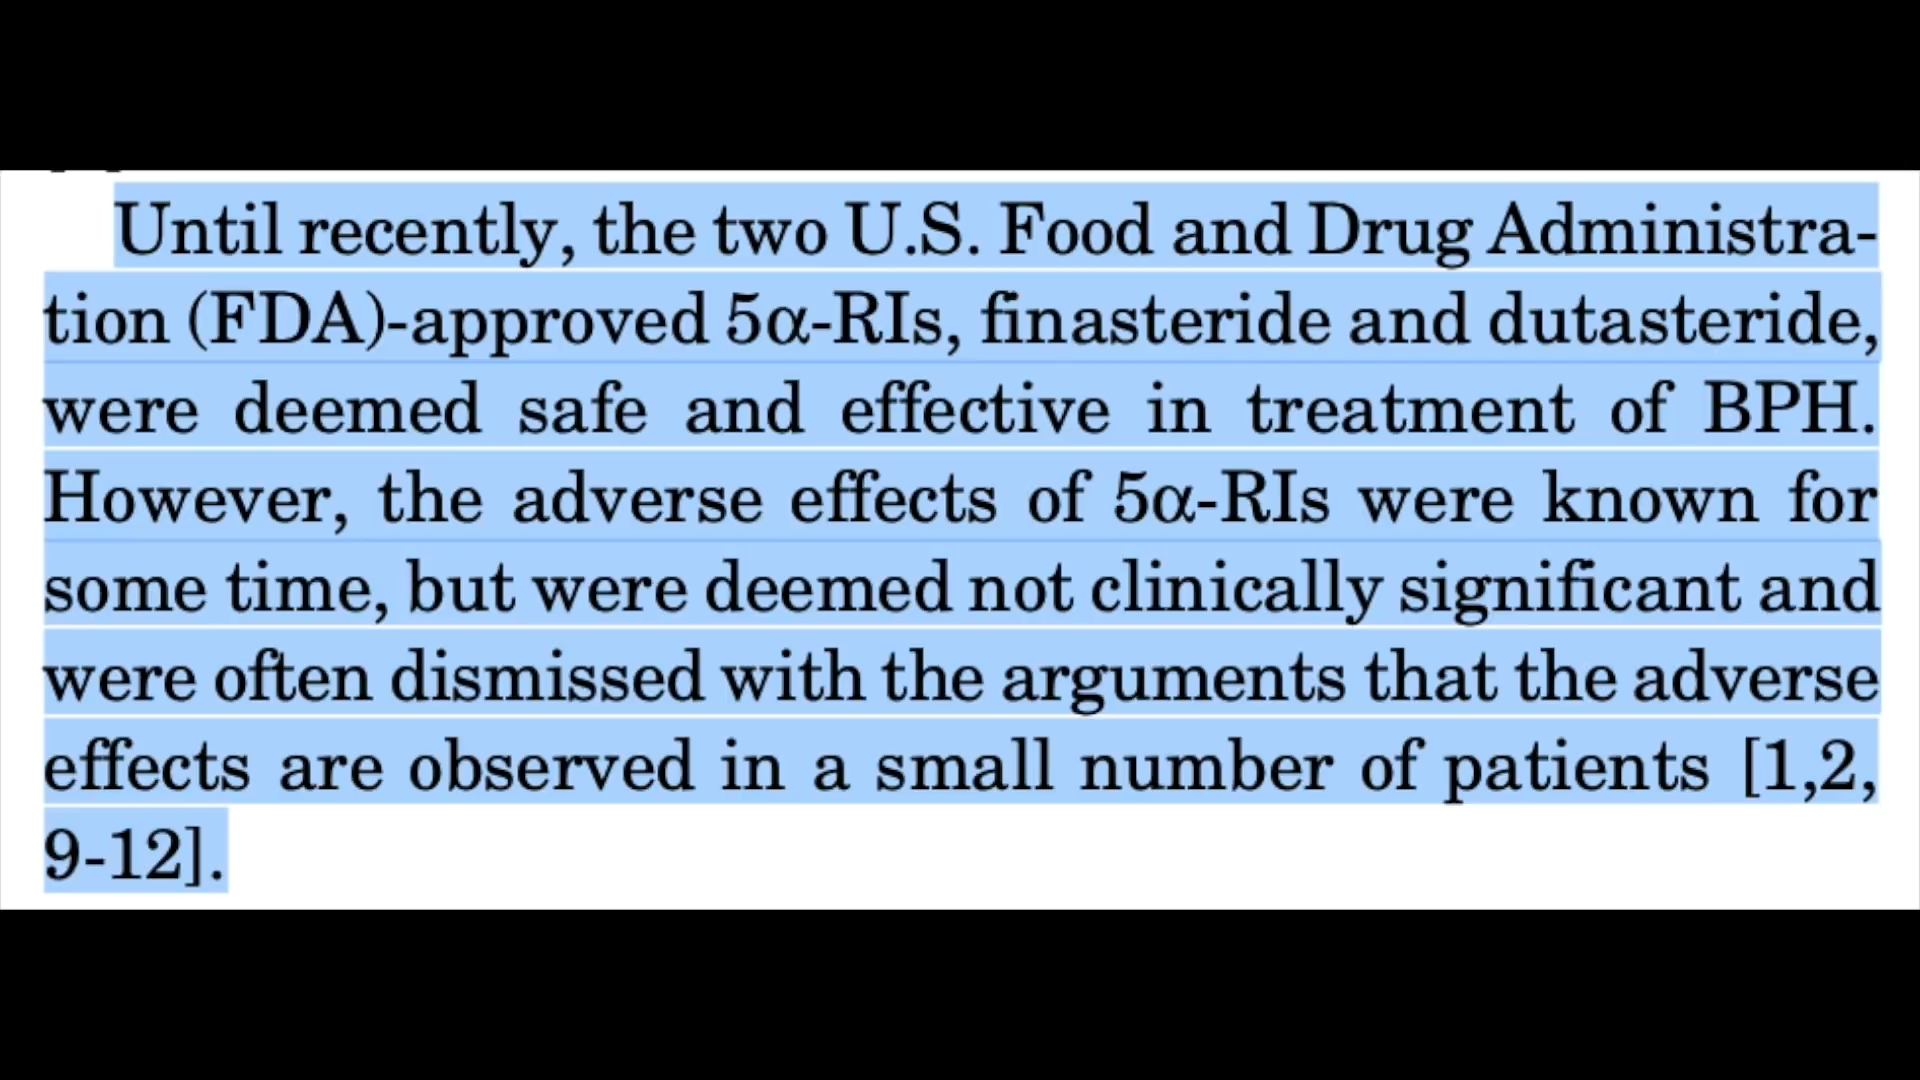 Until recently, the two U.S. Food and Drug Administra-
tion (FDA)-approved 5α-RIs, finasteride and dutasteride,
were deemed safe and effective in treatment of BPH.
However, the adverse effects of 5α-RIs were known for
some time, but were deemed not clinically significant and
were often dismissed with the arguments that the adverse
effects are observed in a small number of patients [1,2,
9-12].